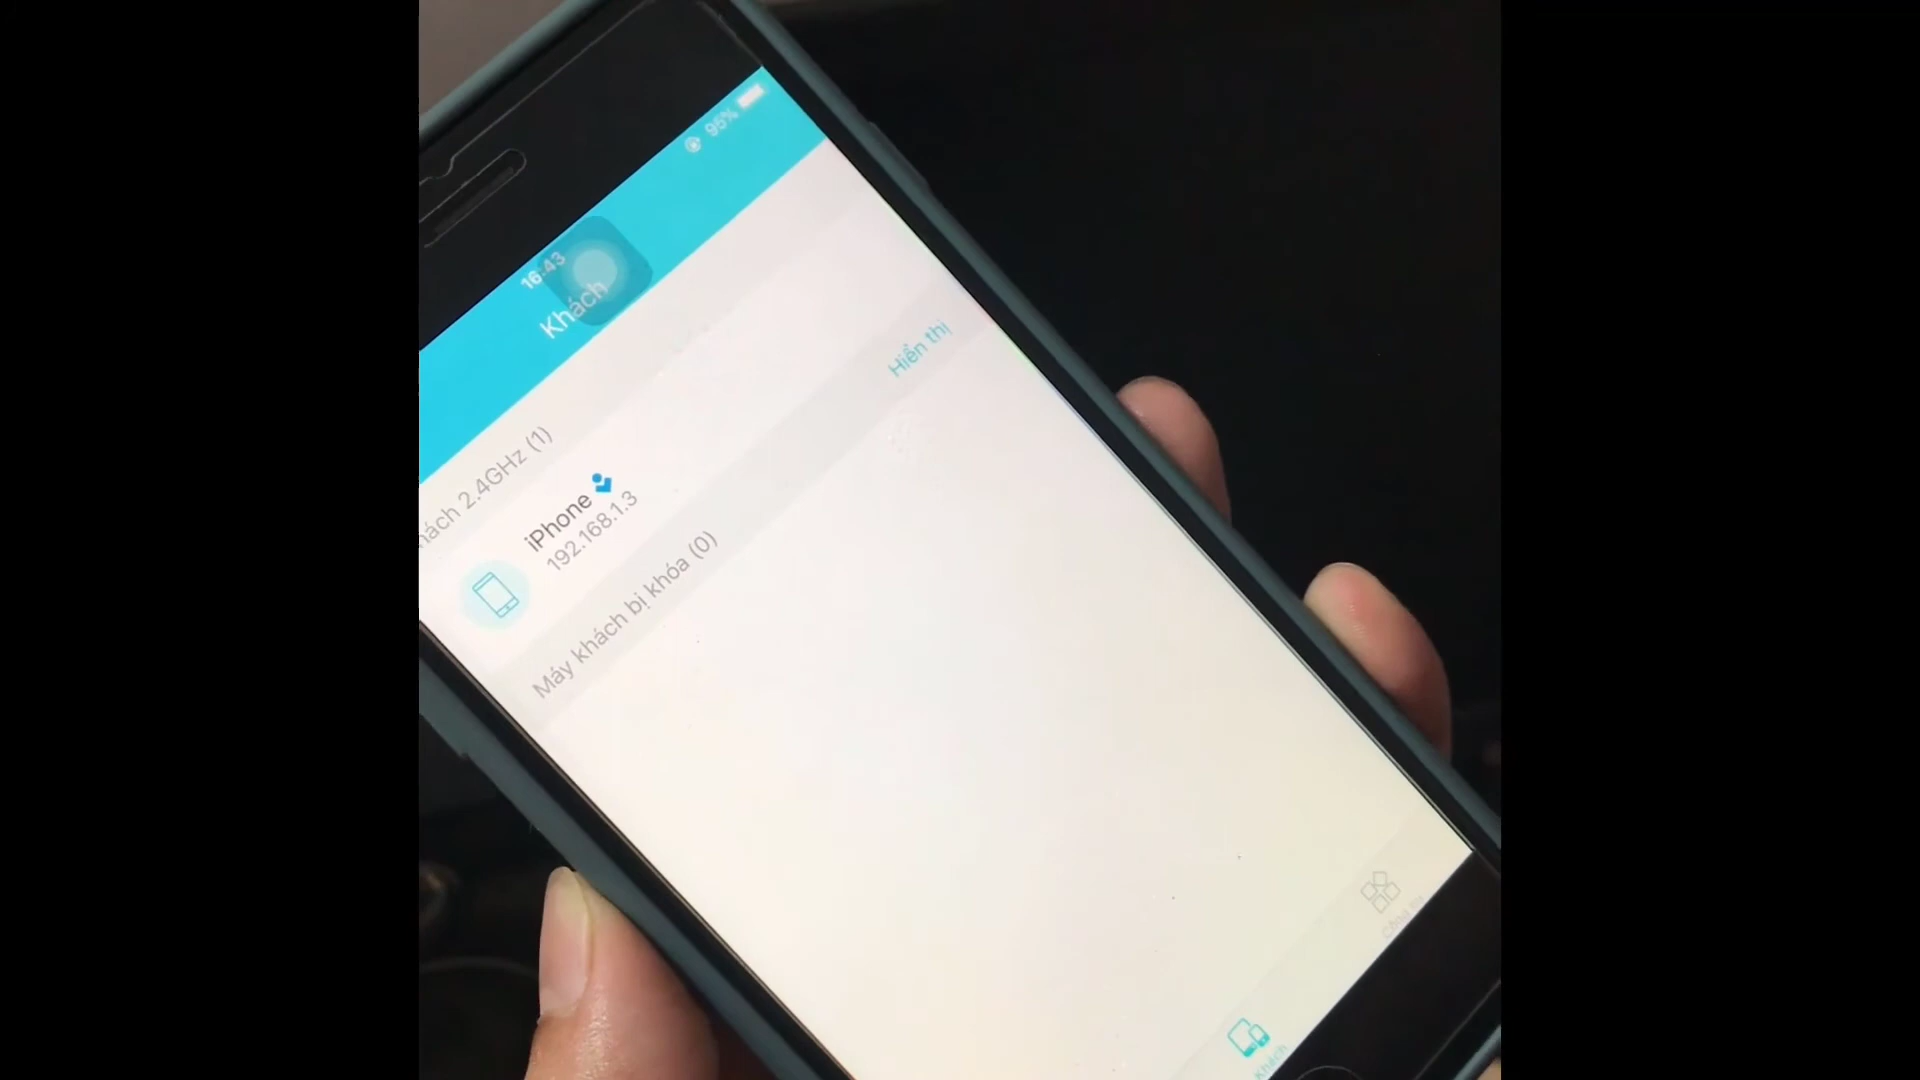 16:43
95%
Khách
hách 2.4GHz (1)
iPhone
192.168.1.3
Máy khách bị khóa (0)
Hiển thị
Khách